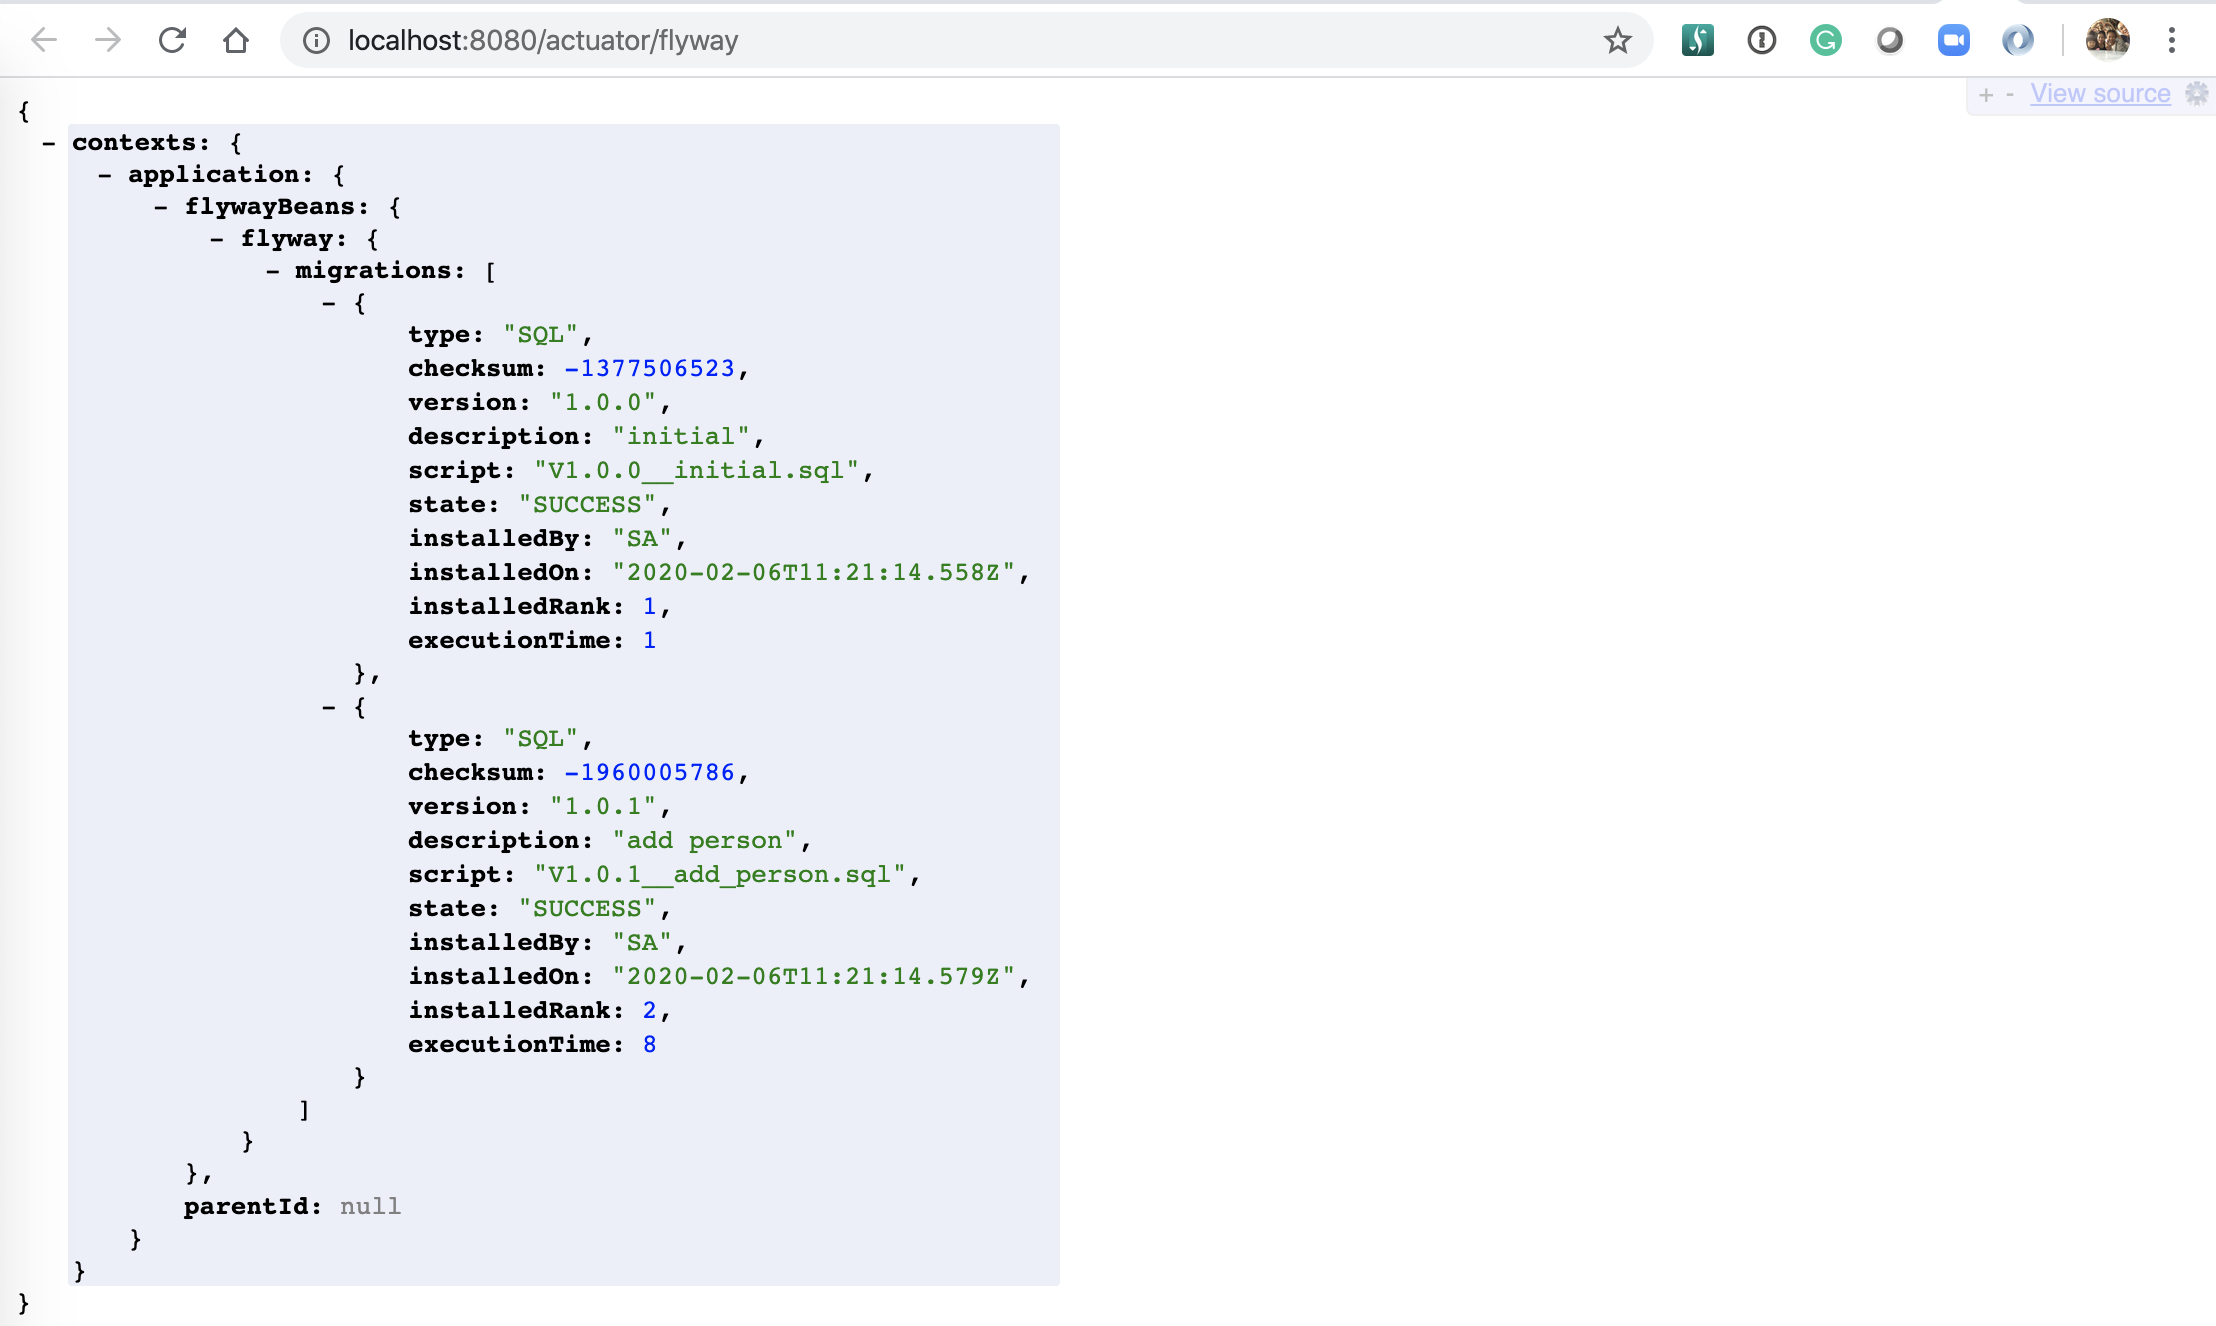 localhost:8080/actuator/flyway
+ - View source
{
- contexts: {
- application: {
- flywayBeans: {
- flyway: {
- migrations: [
- {
type: "SQL",
checksum: -1377506523,
version: "1.0.0",
description: "initial",
script: "V1.0.0__initial.sql",
state: "SUCCESS",
installedBy: "SA",
installedOn: "2020-02-06T11:21:14.558Z",
installedRank: 1,
executionTime: 1
},
- {
type: "SQL",
checksum: -1960005786,
version: "1.0.1",
description: "add person",
script: "V1.0.1__add_person.sql",
state: "SUCCESS",
installedBy: "SA",
installedOn: "2020-02-06T11:21:14.579Z",
installedRank: 2,
executionTime: 8
}
]
}
},
parentId: null
}
}
}